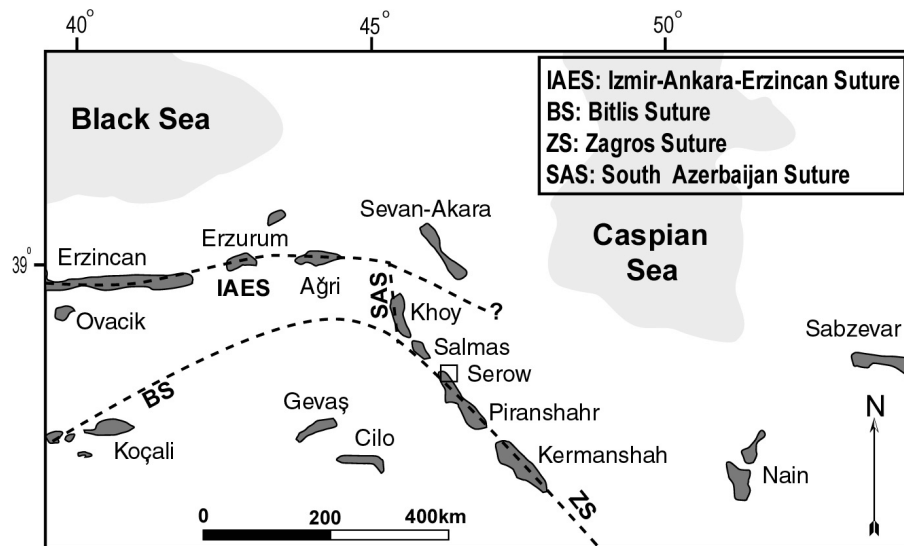 40°
45°
50°
IAES: Izmir-Ankara-Erzincan Suture
BS: Bitlis Suture
ZS: Zagros Suture
SAS: South Azerbaijan Suture
Black Sea
Caspian
Sea
Sevan-Akara
Erzurum
Erzincan
39°
IAES
Ağri
SAS
Khoy
?
Ovacik
Sabzevar
Salmas
Serow
BS
Gevaş
Piranshahr
N
Koçali
Cilo
Kermanshah
Nain
ZS
0
200
400km